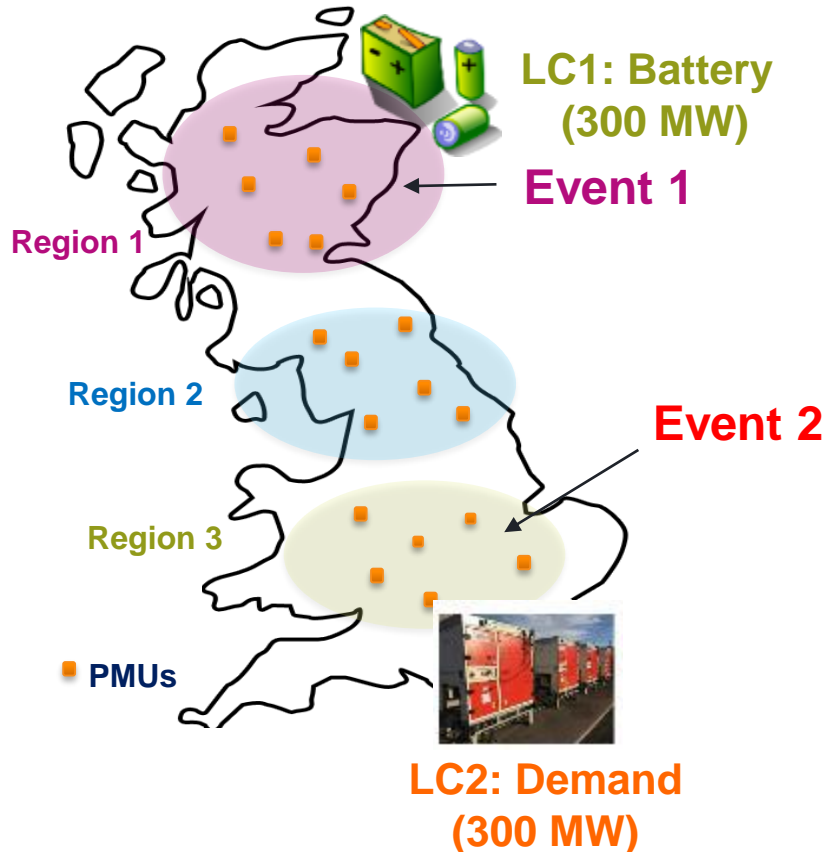 LC1: Battery
(300 MW)
Event 1
Region 1
Region 2
Event 2
Region 3
PMUs
LC2: Demand
(300 MW)